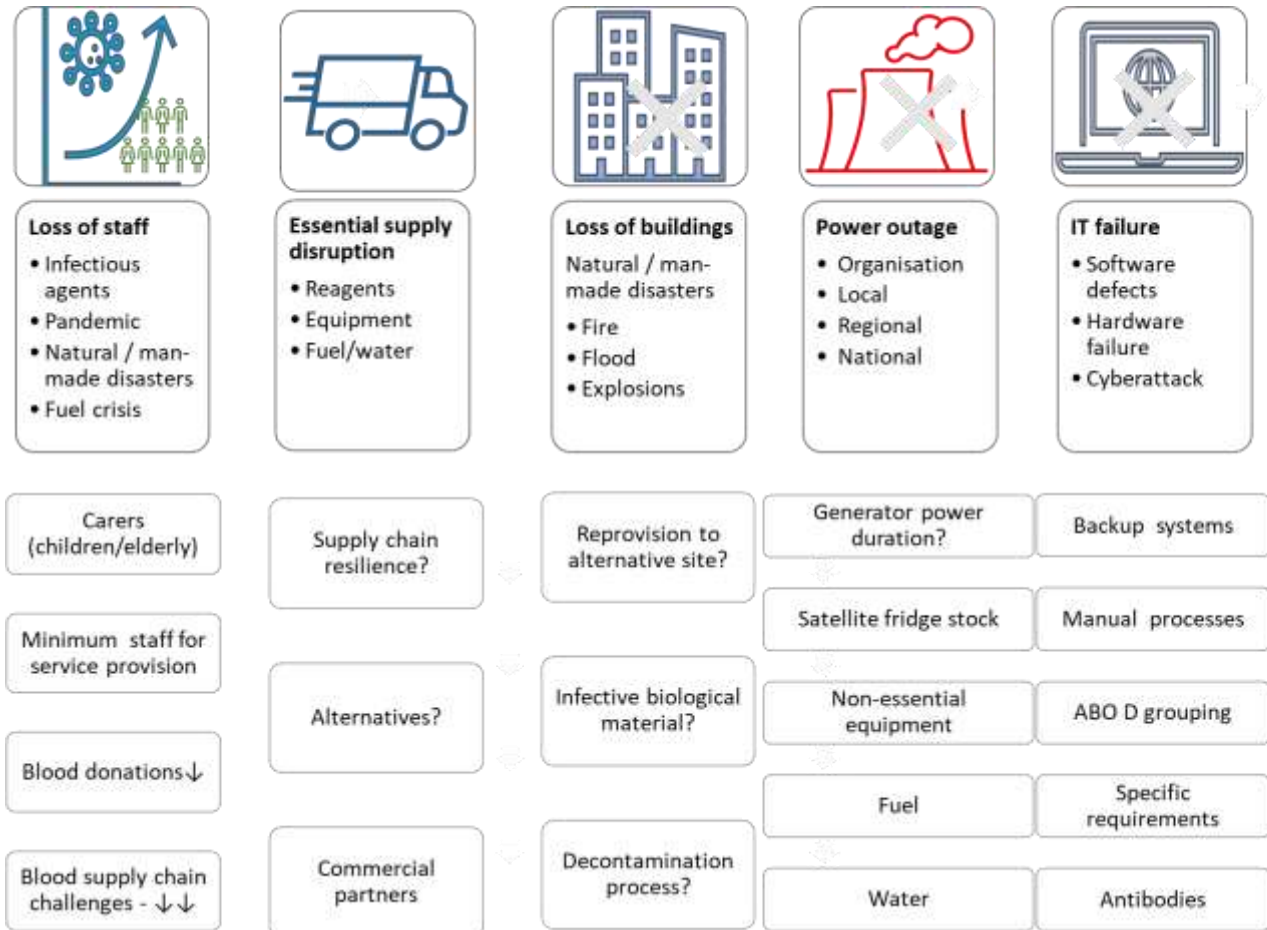 Loss of staff
• Infectious
agents
• Pandemic
• Natural / man-
made disasters
• Fuel crisis
Essential supply
disruption
• Reagents
• Equipment
• Fuel/water
Loss of buildings
Natural / man-
made disasters
• Fire
• Flood
• Explosions
Power outage
• Organisation
• Local
• Regional
• National
IT failure
• Software
defects
• Hardware
failure
• Cyberattack
Carers
(children/elderly)
Minimum staff for
service provision
Blood donations↓
Blood supply chain
challenges - ↓↓
Supply chain
resilience?
Alternatives?
Commercial
partners
Reprovision to
alternative site?
Infective biological
material?
Decontamination
process?
Generator power
duration?
Satellite fridge stock
Non-essential
equipment
Fuel
Water
Backup systems
Manual processes
ABO D grouping
Specific
requirements
Antibodies